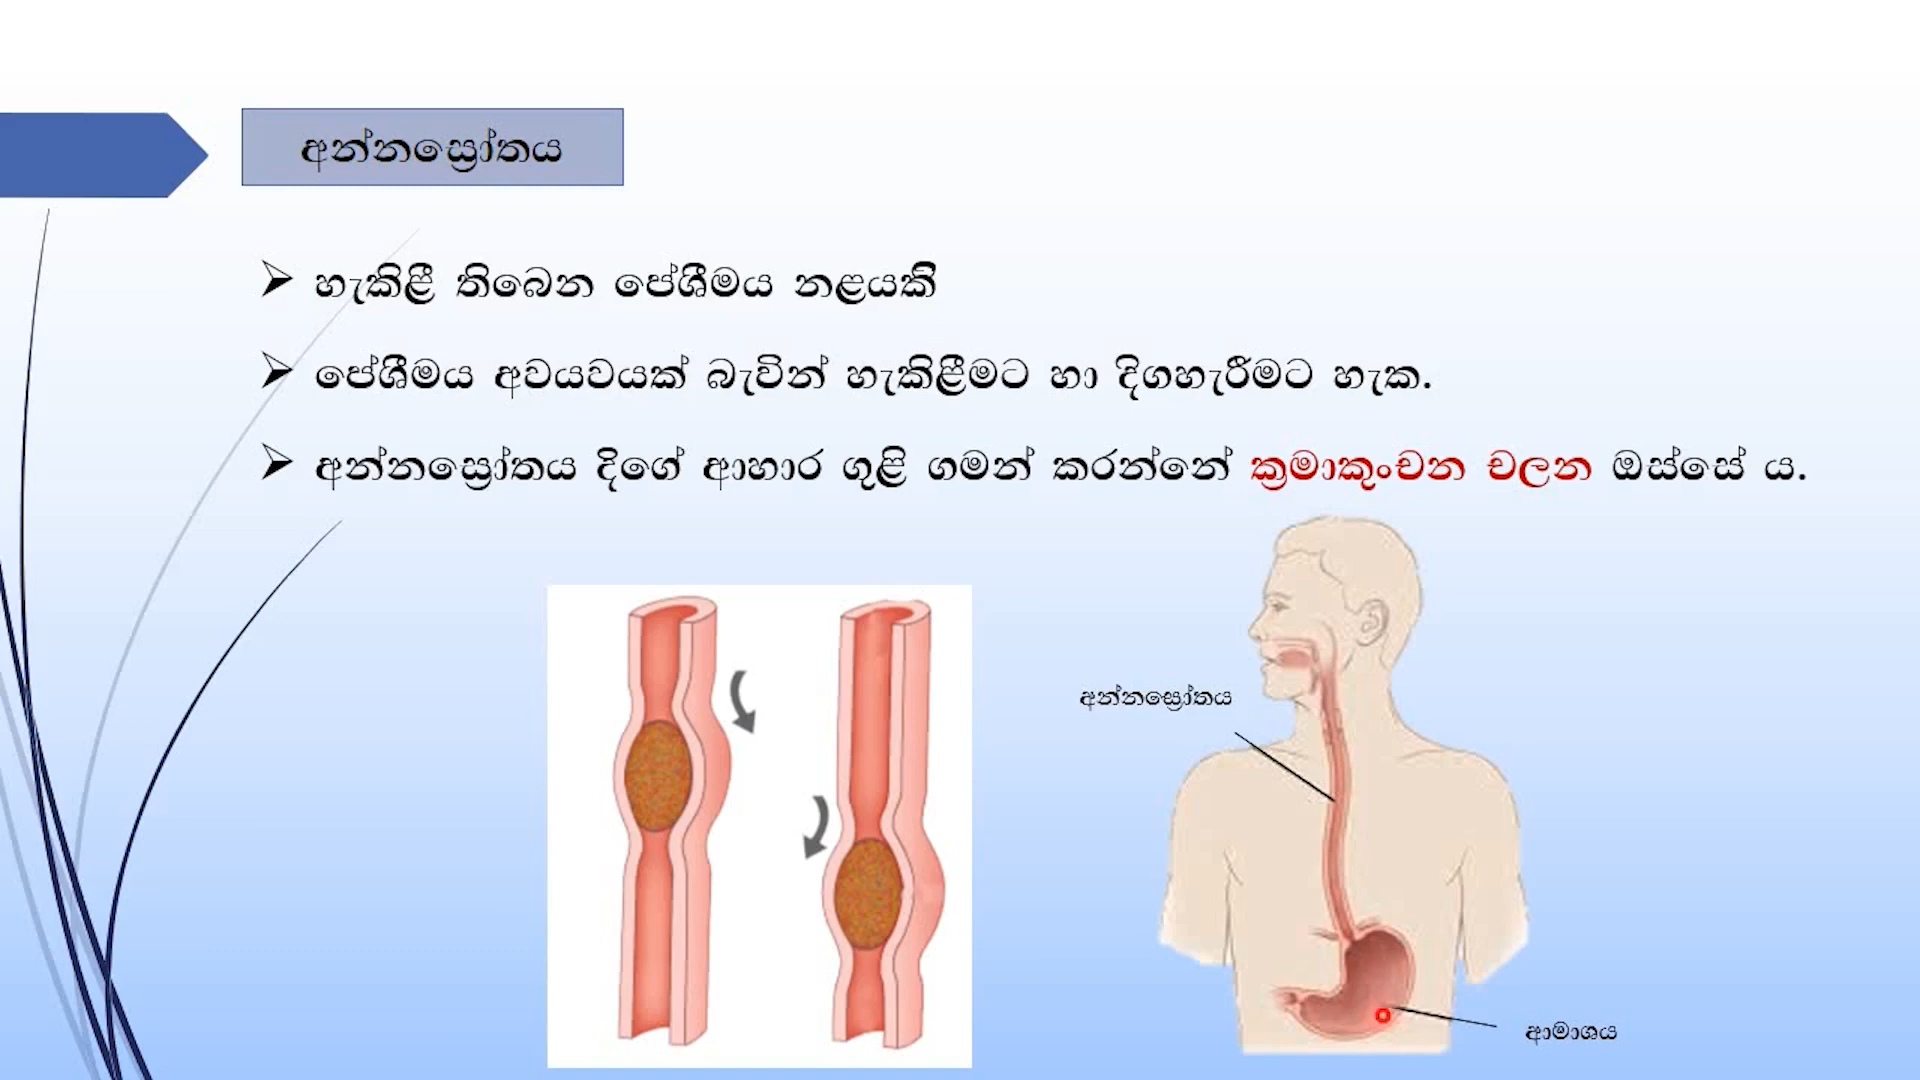 අන්නස්‍රෝතය
හැකිළී තිබෙන පේශීමය නළයකි
පේශීමය අවයවයක් බැවින් හැකිළීමට හා දිගහැරීමට හැක.
අන්නස්‍රෝතය දිගේ ආහාර ගුළි ගමන් කරන්නේ ක්‍රමාකුංචන චලන ඔස්සේ ය.
අන්නස්‍රෝතය
ආමාශය